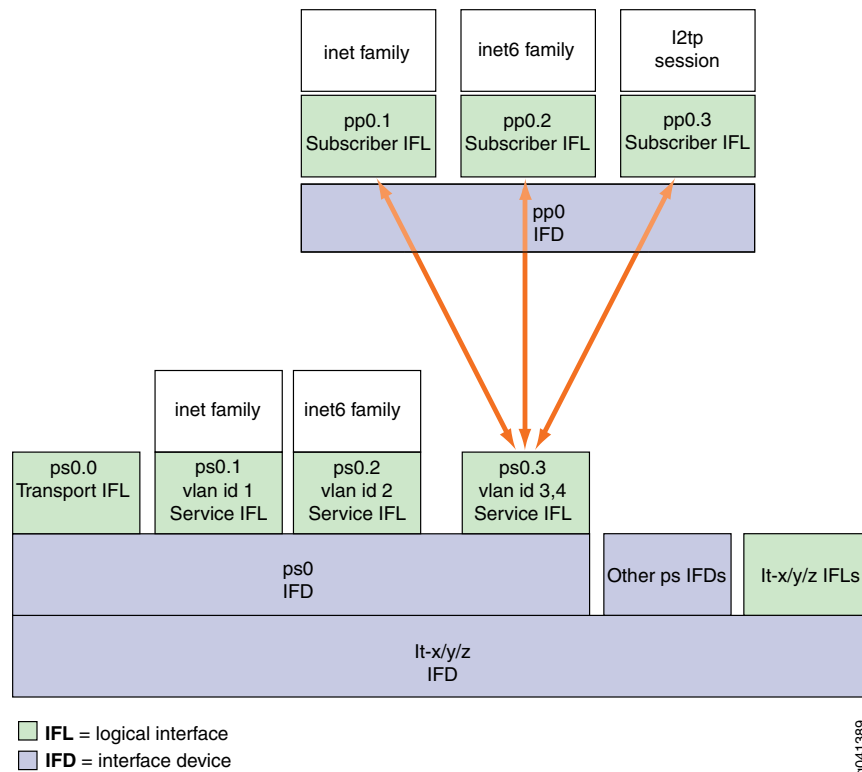 inet family
inet6 family
l2tp
session
pp0.1
Subscriber IFL
pp0.2
Subscriber IFL
pp0.3
Subscriber IFL
pp0
IFD
inet family
inet6 family
ps0.0
Transport IFL
ps0.1
vlan id 1
Service IFL
ps0.2
vlan id 2
Service IFL
ps0.3
vlan id 3,4
Service IFL
ps0
IFD
Other ps IFDs
lt-x/y/z IFLs
lt-x/y/z
IFD
IFL = logical interface
IFD = interface device
g041389